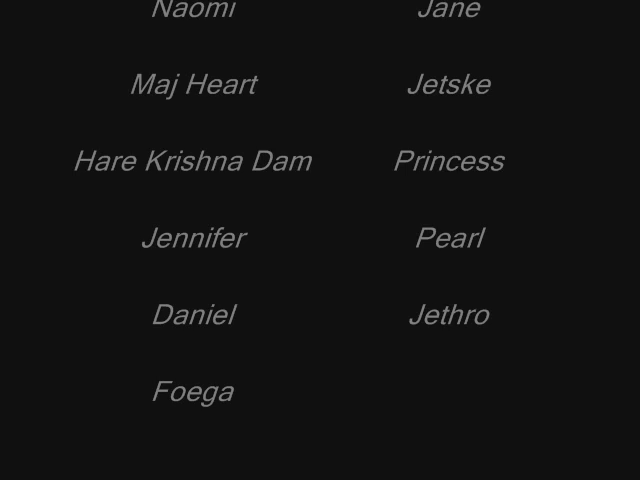 Naomi Jane
Maj Heart Jetske
Hare Krishna Dam Princess
Jennifer Pearl
Daniel Jethro
Foega